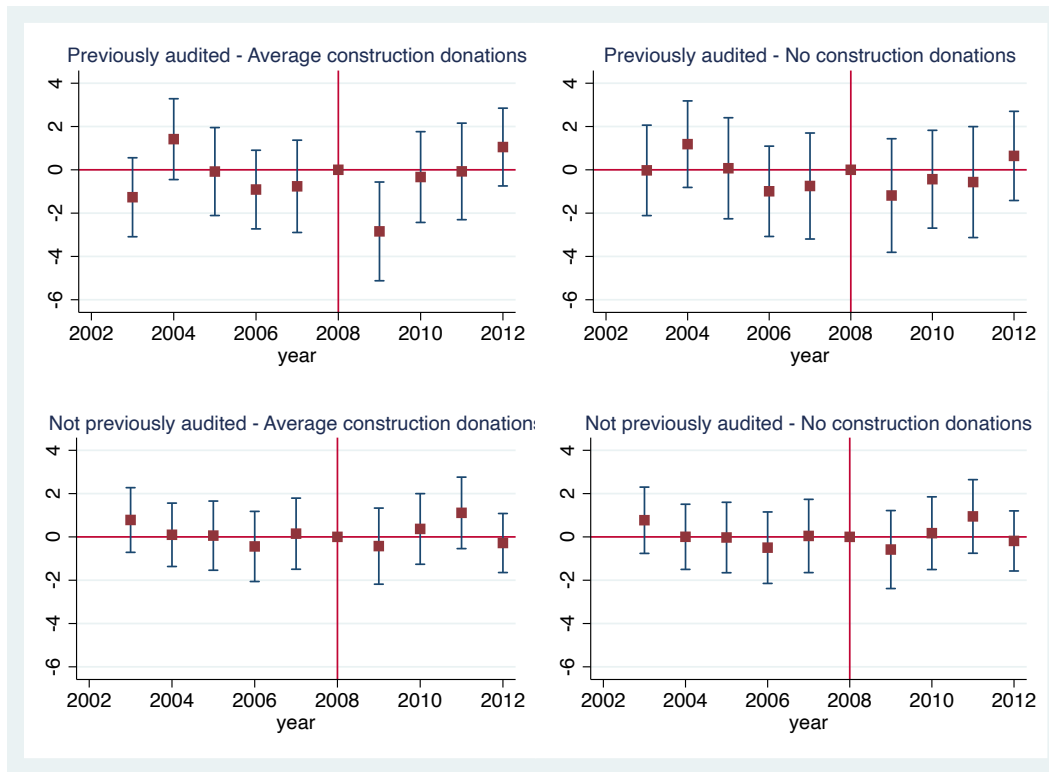 Previously audited - Average construction donations
4
2
0
-2
-4
-6
2002 2004 2006 2008 2010 2012
year
Previously audited - No construction donations
4
2
0
-2
-4
-6
2002 2004 2006 2008 2010 2012
year
Not previously audited - Average construction donation
4
2
0
-2
-4
-6
2002 2004 2006 2008 2010 2012
year
Not previously audited - No construction donations
4
2
0
-2
-4
-6
2002 2004 2006 2008 2010 2012
year